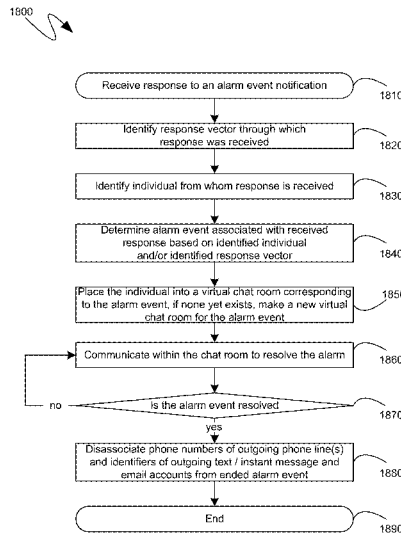 1800
Receive response to an alarm event notification
1810
Identify response vector through which
response was received
1820
Identify individual from whom response is received
1830
Determine alarm event associated with received
response based on identified individual
and/or identified response vector
1840
Place the individual into a virtual chat room corresponding
to the alarm event, if none yet exists, make a new virtual
chat room for the alarm event
1850
Communicate within the chat room to resolve the alarm
1860
Is the alarm event resolved
1870
no
yes
Disassociate phone numbers of outgoing phone line(s)
and identifiers of outgoing text / instant message and
email accounts from ended alarm event
1880
End
1890